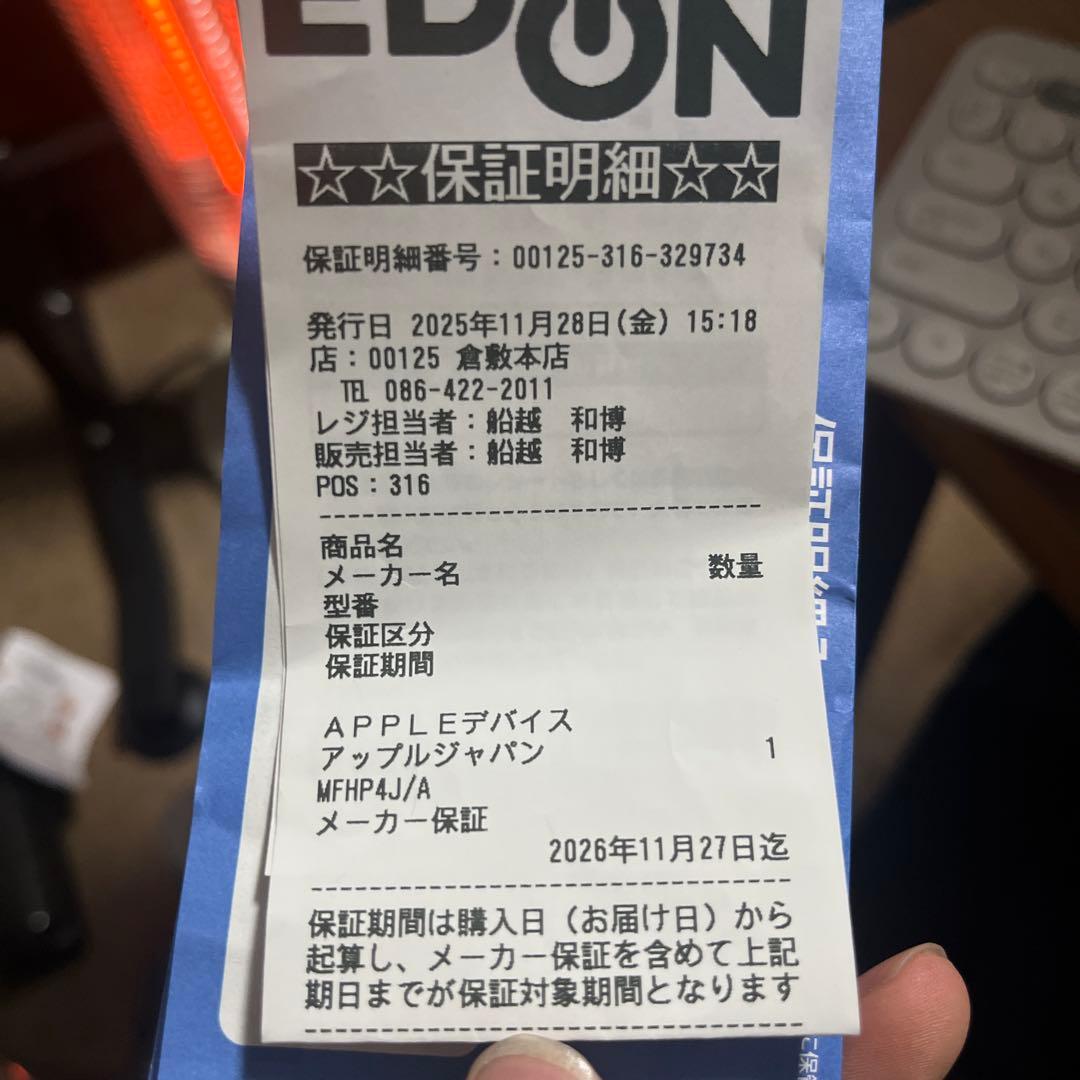 EDION
☆☆保証明細☆☆
保証明細番号：00125-316-329734
発行日 2025年11月28日(金) 15:18
店：00125 倉敷本店
TEL 086-422-2011
レジ担当者：船越 和博
販売担当者：船越 和博
POS：316
商品名
メーカー名 数量
型番
保証区分
保証期間
ＡＰＰＬＥデバイス
アップルジャパン 1
MFHP4J/A
メーカー保証
2026年11月27日迄
保証期間は購入日（お届け日）から
起算し、メーカー保証を含めて上記
期日までが保証対象期間となります